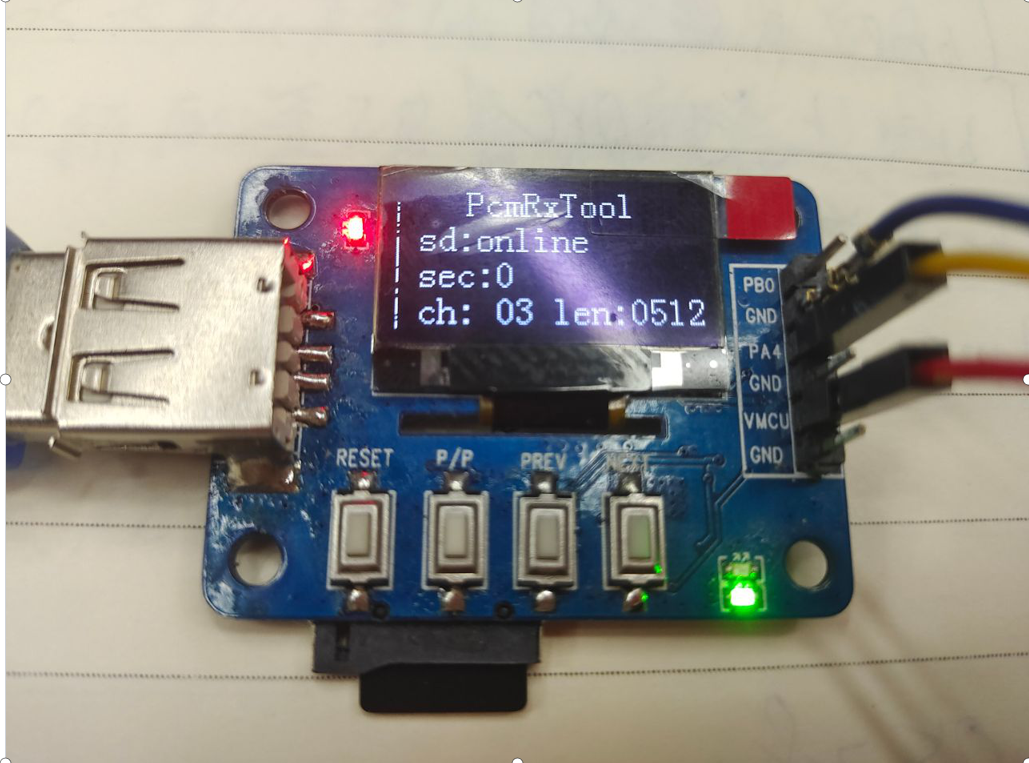 PcmRxTool
sd:online
sec:0
ch: 03 len:0512
PB0
GND
PA4
GND
VMCU
GND
RESET P/P PREV